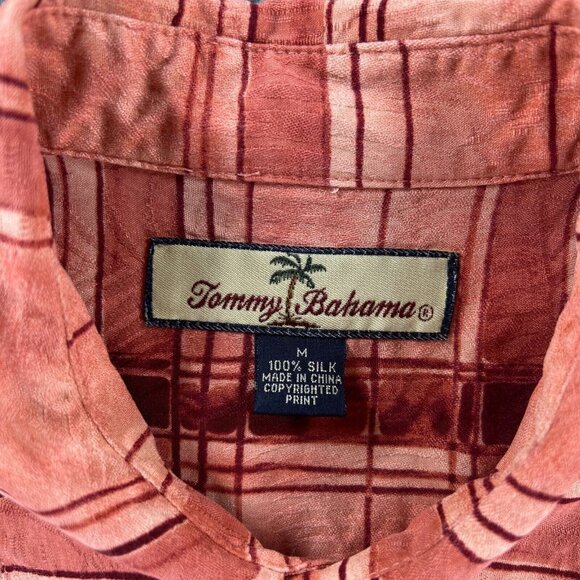 Tommy Bahama®
M
100% SILK
MADE IN CHINA
COPYRIGHTED
PRINT